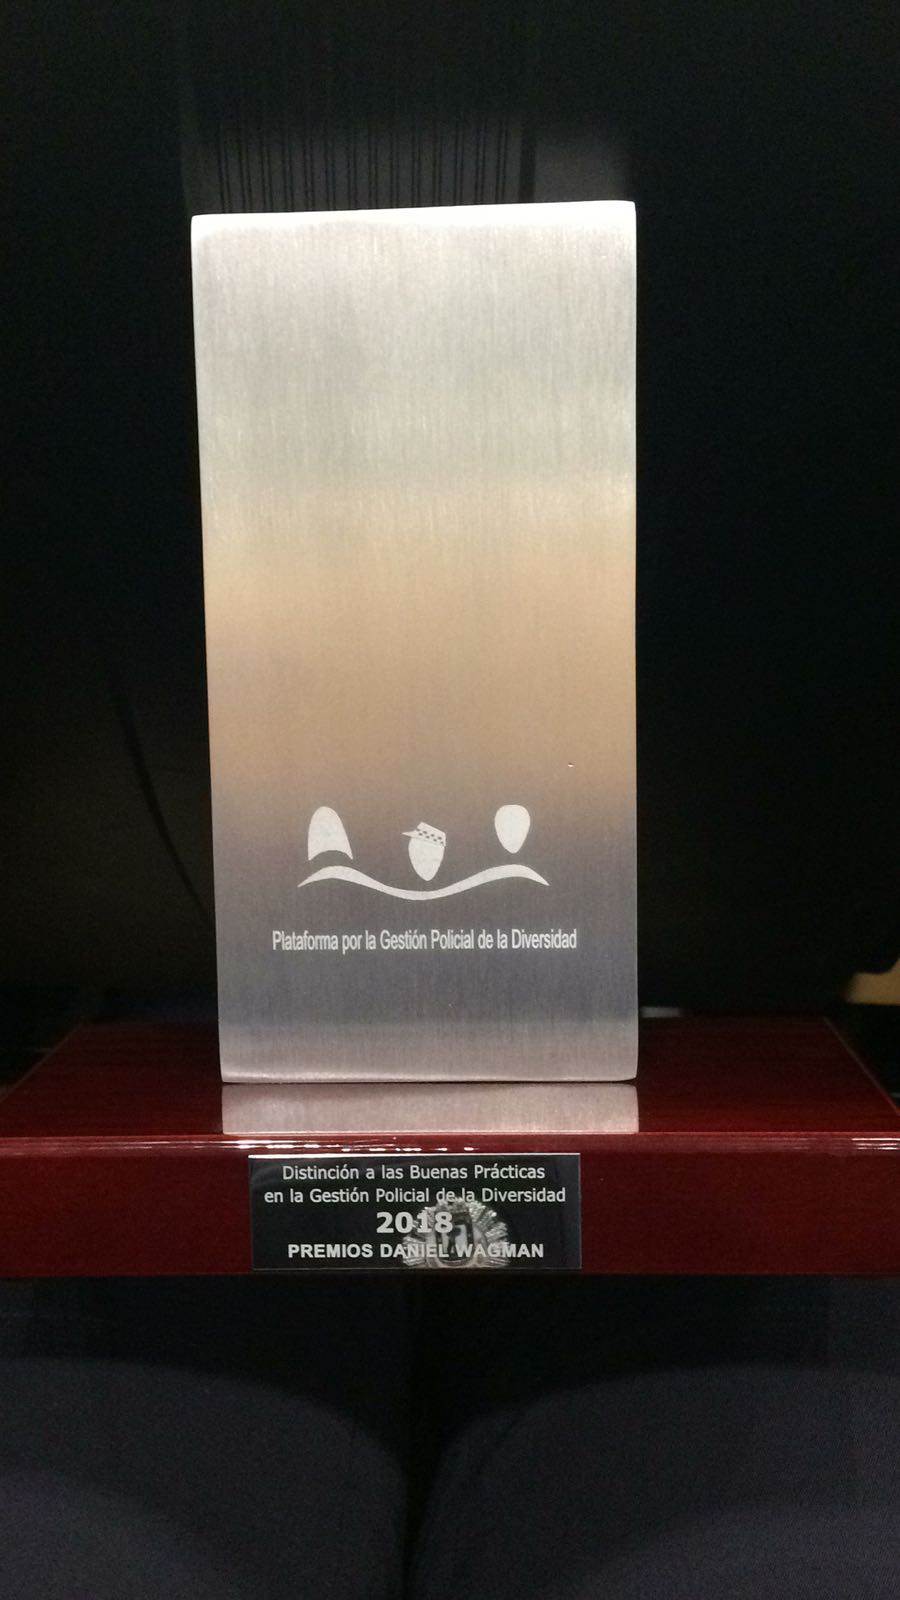 Plataforma por la Gestión Policial de la Diversidad
Distinción a las Buenas Prácticas
en la Gestión Policial de la Diversidad
2018
PREMIOS DANIEL WAGMAN